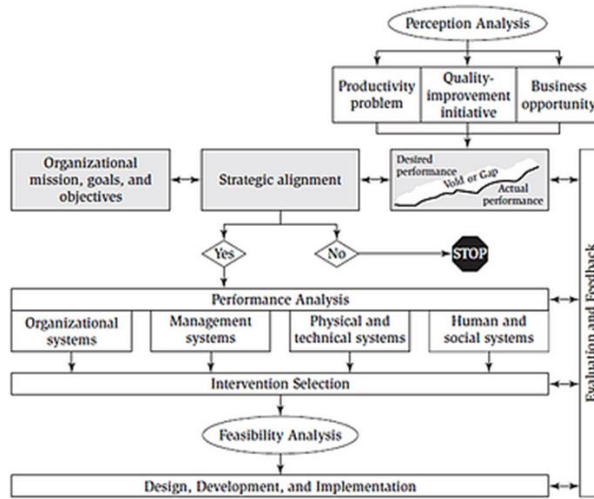 Perception Analysis
Productivity
problem
Quality-
improvement
initiative
Business
opportunity
Organizational
mission, goals, and
objectives
Strategic alignment
Desired
performance
Void or Gap
Actual
performance
Yes
No
STOP
Performance Analysis
Organizational
systems
Management
systems
Physical and
technical systems
Human and
social systems
Intervention Selection
Feasibility Analysis
Design, Development, and Implementation
Evaluation and Feedback